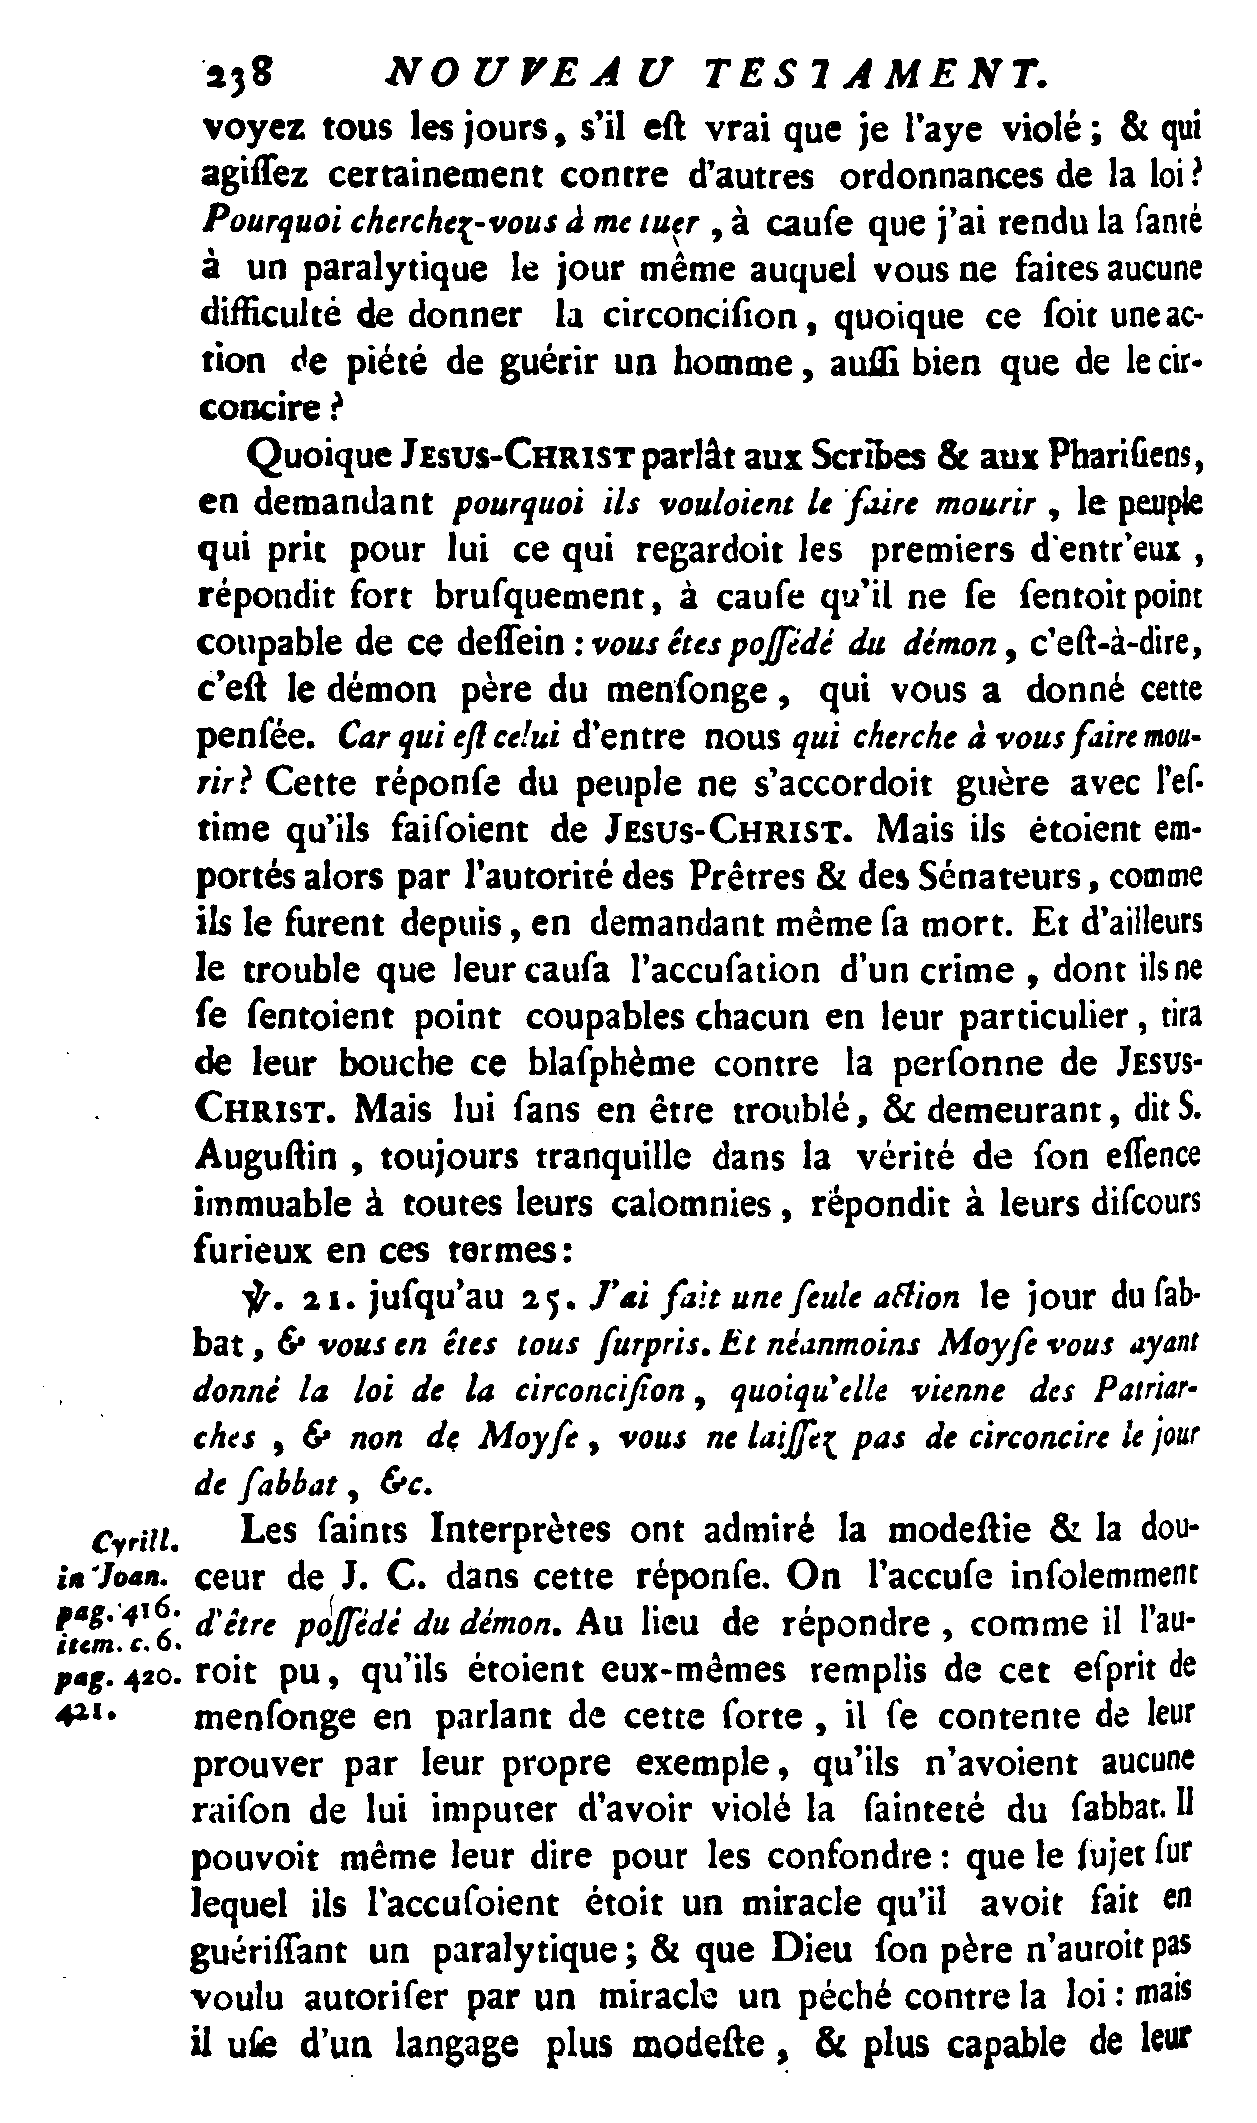 238 NOUVEAU TESTAMENT.
voyez tous les jours, s'il eſt vrai que je l'aye violé; & qui
agiſſez certainement contre d'autres ordonnances de la loi?
Pourquoi cherchez-vous à me tuer, à cauſe que j'ai rendu la ſanté
à un paralytique le jour même auquel vous ne faites aucune
difficulté de donner la circonciſion, quoique ce ſoit une ac-
tion de piété de guérir un homme, auſſi bien que de le cir-
concire?
Quoique JESUS-CHRIST parlât aux Scribes & aux Phariſiens,
en demandant pourquoi ils vouloient le faire mourir, le peuple
qui prit pour lui ce qui regardoit les premiers d'entr'eux,
répondit fort bruſquement, à cauſe qu'il ne ſe ſentoit point
coupable de ce deſſein : vous êtes poſſédé du démon, c'eſt-à-dire,
c'eſt le démon père du menſonge, qui vous a donné cette
penſée. Car qui eſt celui d'entre nous qui cherche à vous faire mou-
rir? Cette réponſe du peuple ne s'accordoit guère avec l'eſ-
time qu'ils faiſoient de JESUS-CHRIST. Mais ils étoient em-
portés alors par l'autorité des Prêtres & des Sénateurs, comme
ils le furent depuis, en demandant même ſa mort. Et d'ailleurs
le trouble que leur cauſa l'accuſation d'un crime, dont ils ne
ſe ſentoient point coupables chacun en leur particulier, tira
de leur bouche ce blaſphème contre la perſonne de JESUS-
CHRIST. Mais lui ſans en être troublé, & demeurant, dit S.
Auguſtin, toujours tranquille dans la vérité de ſon eſſence
immuable à toutes leurs calomnies, répondit à leurs diſcours
furieux en ces termes:
℣. 21. juſqu'au 25. J'ai fait une ſeule action le jour du ſab-
bat, & vous en êtes tous ſurpris. Et néanmoins Moyſe vous ayant
donné la loi de la circonciſion, quoiqu'elle vienne des Patriar-
ches, & non de Moyſe, vous ne laiſſez pas de circoncire le jour
de ſabbat, &c.
Les ſaints Interprètes ont admiré la modeſtie & la dou-
ceur de J. C. dans cette réponſe. On l'accuſe inſolemment
d'être poſſédé du démon. Au lieu de répondre, comme il l'au-
roit pu, qu'ils étoient eux-mêmes remplis de cet eſprit de
menſonge en parlant de cette ſorte, il ſe contente de leur
prouver par leur propre exemple, qu'ils n'avoient aucune
raiſon de lui imputer d'avoir violé la ſainteté du ſabbat. Il
pouvoit même leur dire pour les confondre : que le ſujet ſur
lequel ils l'accuſoient étoit un miracle qu'il avoit fait en
guériſſant un paralytique; & que Dieu ſon père n'auroit pas
voulu autoriſer par un miracle un péché contre la loi : mais
il uſe d'un langage plus modeſte, & plus capable de leur
Cyrill.
in Joan.
pag. 416.
item. c. 6.
pag. 420.
421.